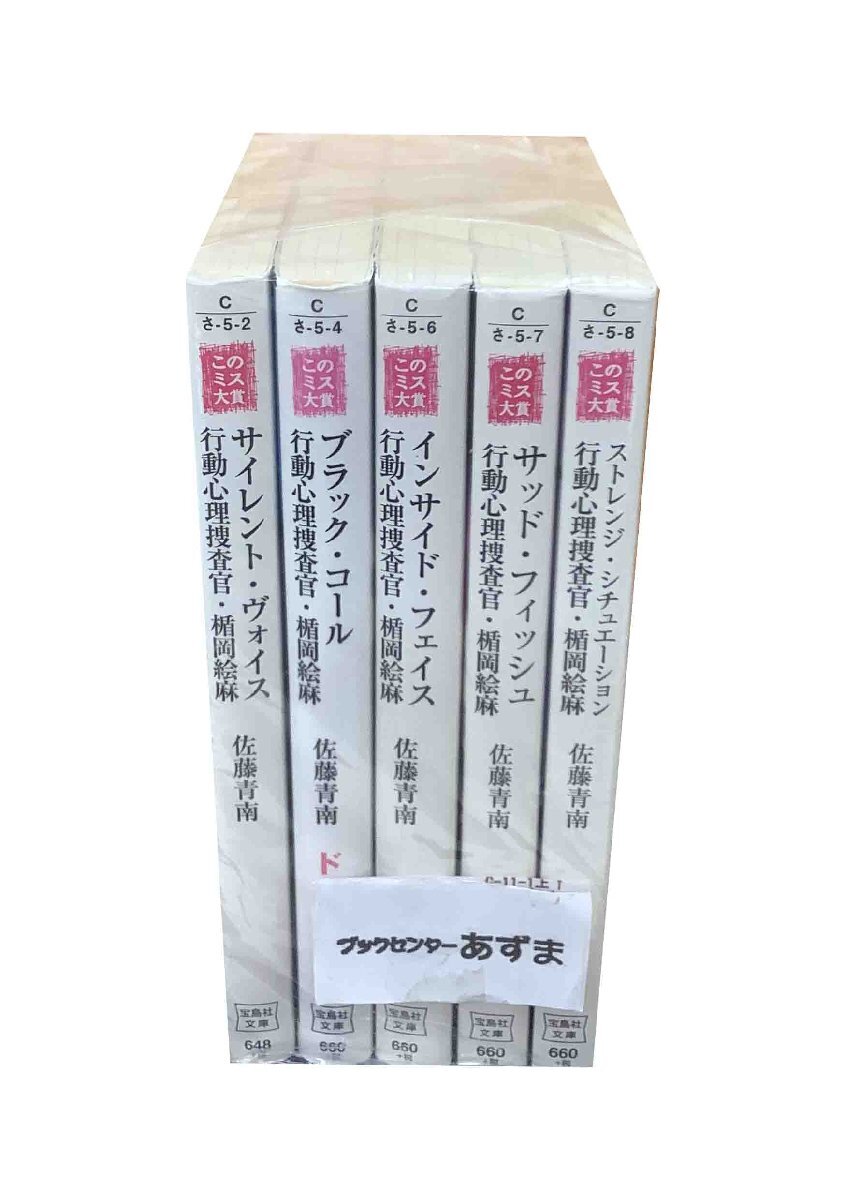 C
さ-5-2
このミス大賞
サイレント・ヴォイス
行動心理捜査官・楯岡絵麻
佐藤青南
宝島社
文庫
648
C
さ-5-4
このミス大賞
ブラック・コール
行動心理捜査官・楯岡絵麻
佐藤青南
ド
宝島社
文庫
660
C
さ-5-6
このミス大賞
インサイド・フェイス
行動心理捜査官・楯岡絵麻
佐藤青南
宝島社
文庫
660
+税
C
さ-5-7
このミス大賞
サッド・フィッシュ
行動心理捜査官・楯岡絵麻
佐藤青南
宝島社
文庫
660
+税
C
さ-5-8
このミス大賞
ストレンジ・シチュエーション
行動心理捜査官・楯岡絵麻
佐藤青南
宝島社
文庫
660
+税
ブックセンターあずま